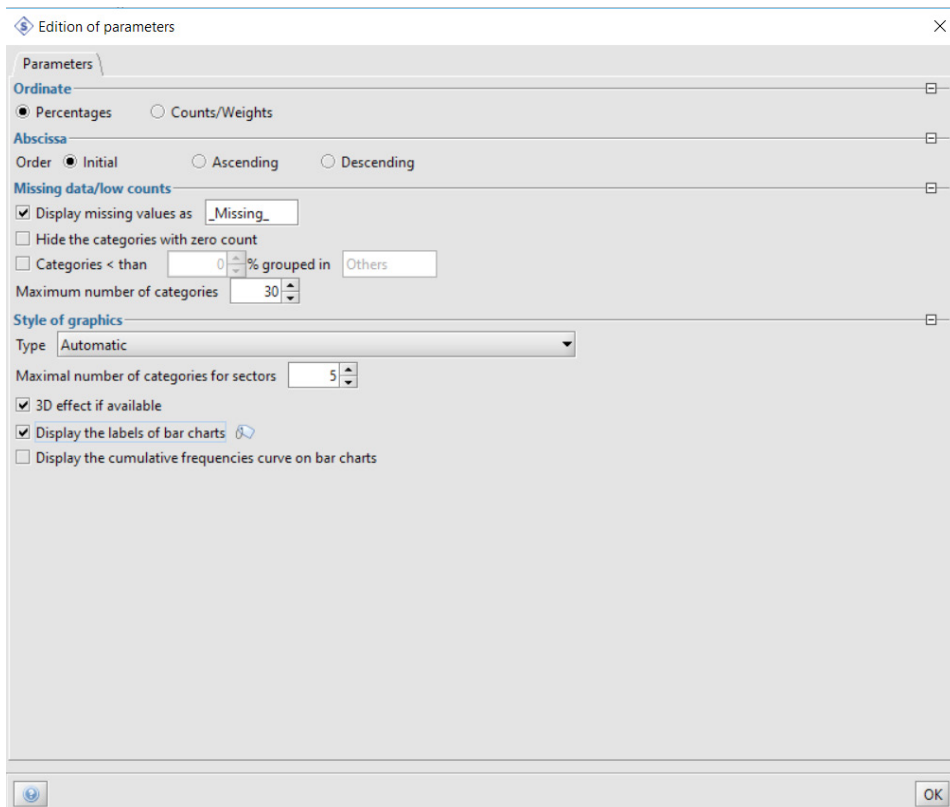 Edition of parameters
Parameters
Ordinate
Percentages Counts/Weights
Abscissa
Order Initial Ascending Descending
Missing data/low counts
Display missing values as _Missing_
Hide the categories with zero count
Categories < than 0 % grouped in Others
Maximum number of categories 30
Style of graphics
Type Automatic
Maximal number of categories for sectors 5
3D effect if available
Display the labels of bar charts
Display the cumulative frequencies curve on bar charts
OK